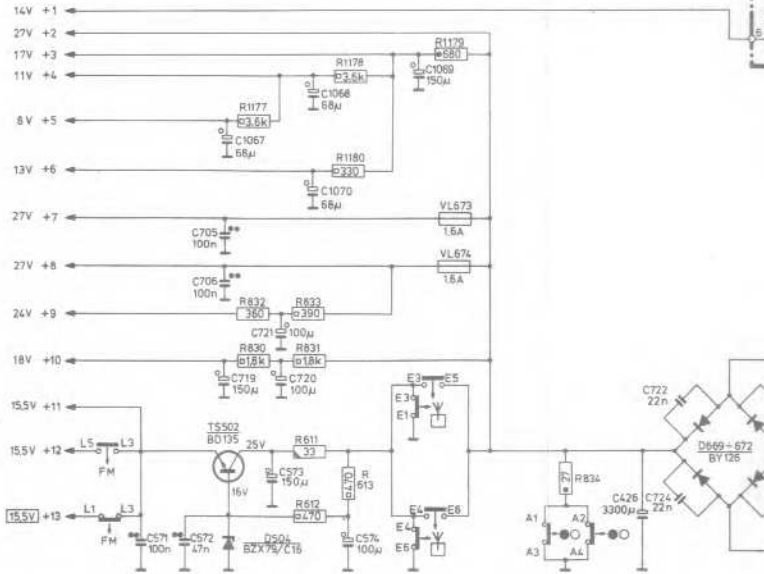 14V +1
27V +2
17V +3
11V +4
8V +5
13V +6
27V +7
27V +8
24V +9
18V +10
15,5V +11
15,5V +12
15,5V +13
6
R1179
680
C1069
150µ
R1178
3.6k
C1068
68µ
R1177
3.6k
C1067
68µ
R1180
330
C1070
68µ
VL673
1.6A
C705
100n
VL674
1.6A
C706
100n
R832
360
R833
390
C721 100µ
R830
1,8k
R831
1,8k
C719
150µ
C720
100µ
E3 E5
E3
E1
TS502
BD135
25V
16V
R611
33
C573
150µ
R
613
470
L5 L3
FM
L1 L3
FM
C571
100n
C572
47n
D504
BZX79/C16
R612
470
C574
100µ
E4 E6
E4
E6
27
R834
A1 A2
A3 A4
C426
3300µ
C722
22n
D669÷672
BY126
C724
22n